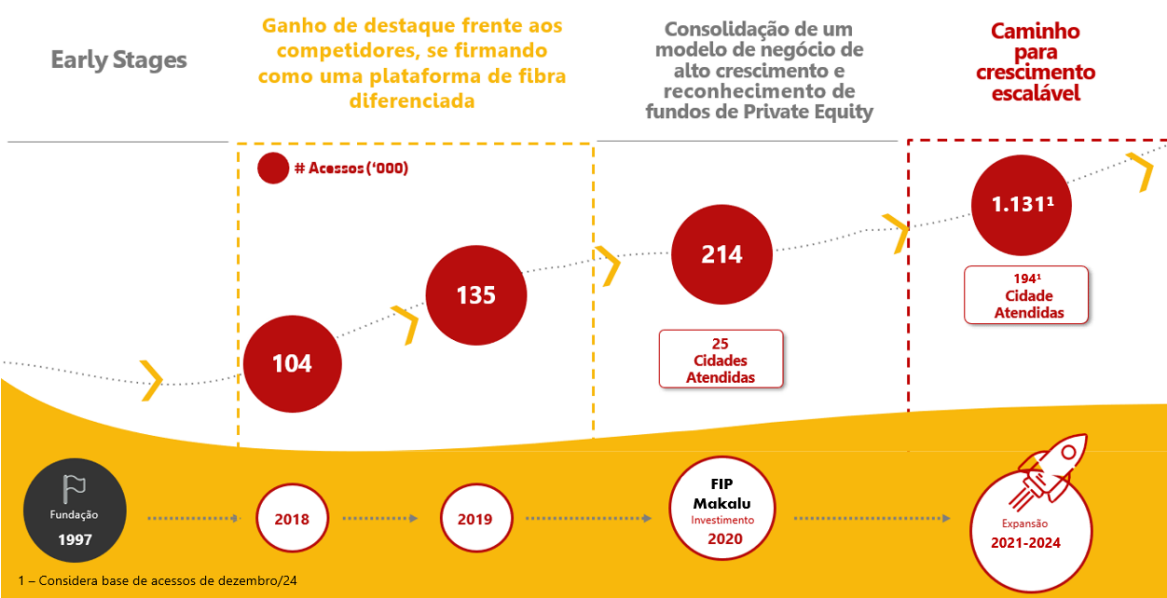 Early Stages
Ganho de destaque frente aos
competidores, se firmando
como uma plataforma de fibra
diferenciada
Consolidação de um
modelo de negócio de
alto crescimento e
reconhecimento de
fundos de Private Equity
Caminho
para
crescimento
escalável
# Acessos (‘000)
104
135
214
1.131¹
25
Cidades
Atendidas
194¹
Cidade
Atendidas
Fundação
1997
2018
2019
FIP
Makalu
Investimento
2020
Expansão
2021-2024
1 – Considera base de acessos de dezembro/24